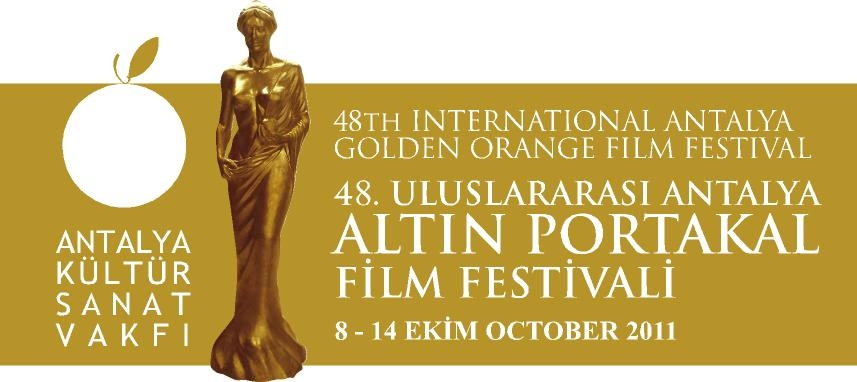 ANTALYA
KÜLTÜR
SANAT
VAKFI
48TH INTERNATIONAL ANTALYA
GOLDEN ORANGE FILM FESTIVAL
48. ULUSLARARASI ANTALYA
ALTIN PORTAKAL
FİLM FESTİVALİ
8 - 14 EKİM OCTOBER 2011